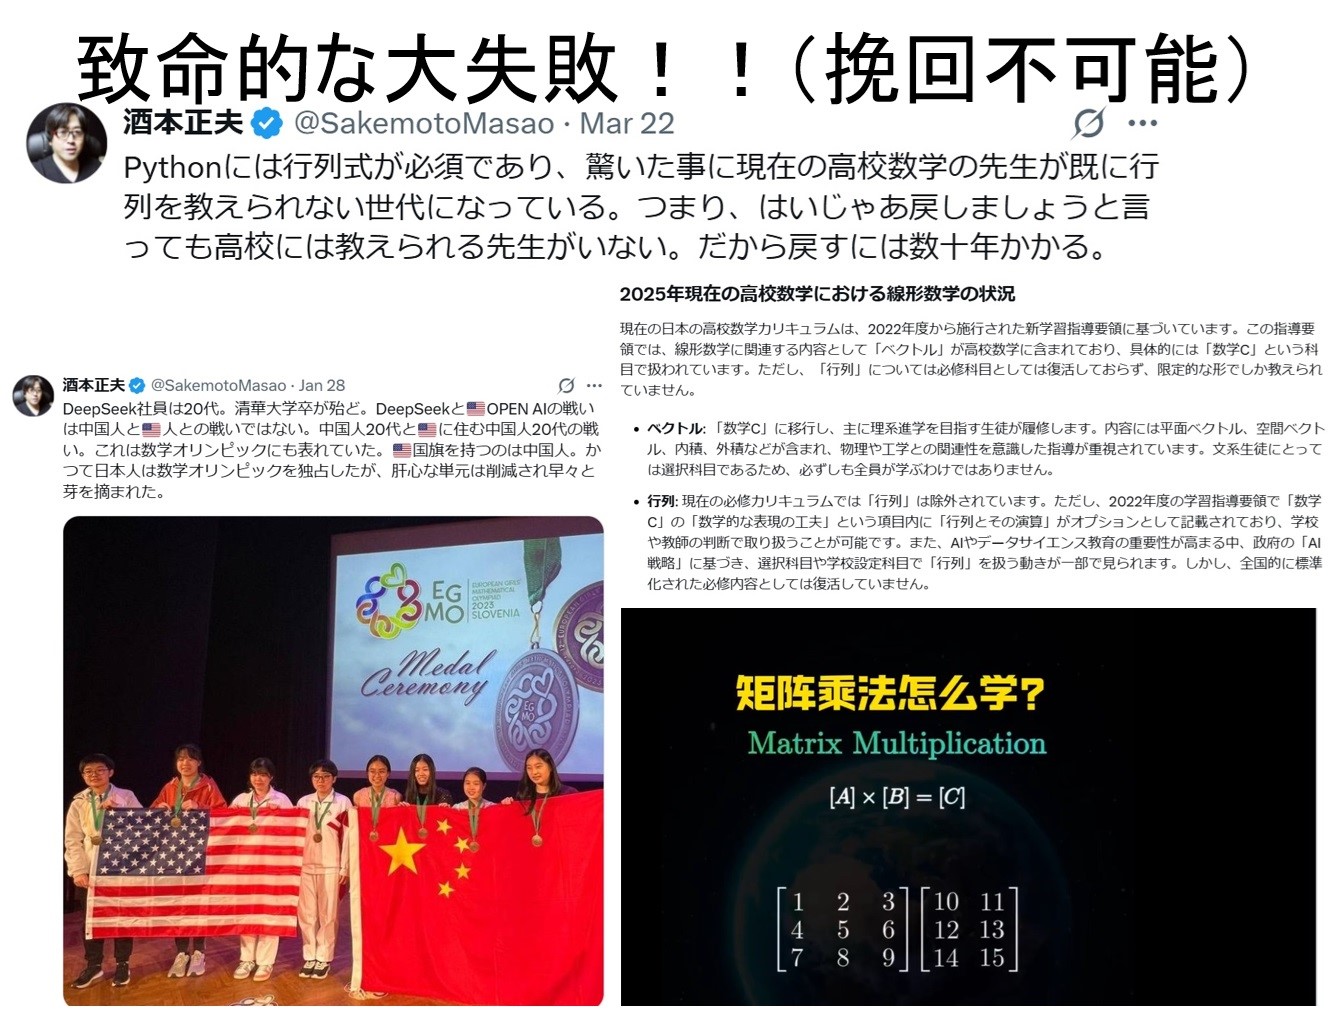 致命的な大失敗！！（挽回不可能）
酒本正夫 @SakemotoMasao · Mar 22
Pythonには行列式が必須であり、驚いた事に現在の高校数学の先生が既に行
列を教えられない世代になっている。つまり、はいじゃあ戻しましょうと言
っても高校には教えられる先生がいない。だから戻すには数十年かかる。
酒本正夫 @SakemotoMasao · Jan 28
DeepSeek社員は20代。清華大学卒が殆ど。DeepSeekと🇺🇸OPEN AIの戦い
は中国人と🇺🇸人との戦いではない。中国人20代と🇺🇸に住む中国人20代の戦
い。これは数学オリンピックにも表れていた。🇺🇸国旗を持つのは中国人。か
つて日本人は数学オリンピックを独占したが、肝心な単元は削減され早々と
芽を摘まれた。
EG
MO
EUROPEAN GIRLS'
MATHEMATICAL
OLYMPIAD
2023
SLOVENIA
Medal
Ceremony
EG
MO
2025年現在の高校数学における線形数学の状況
現在の日本の高校数学カリキュラムは、2022年度から施行された新学習指導要領に基づいています。この指導要
領では、線形数学に関連する内容として「ベクトル」が高校数学に含まれており、具体的には「数学C」という科
目で扱われています。ただし、「行列」については必修科目としては復活しておらず、限定的な形でしか教えられ
ていません。
• ベクトル: 「数学C」に移行し、主に理系進学を目指す生徒が履修します。内容には平面ベクトル、空間ベクト
ル、内積、外積などが含まれ、物理や工学との関連性を意識した指導が重視されています。文系生徒にとって
は選択科目であるため、必ずしも全員が学ぶわけではありません。
• 行列: 現在の必修カリキュラムでは「行列」は除外されています。ただし、2022年度の学習指導要領で「数学
C」の「数学的な表現の工夫」という項目内に「行列とその演算」がオプションとして記載されており、学校
や教師の判断で取り扱うことが可能です。また、AIやデータサイエンス教育の重要性が高まる中、政府の「AI
戦略」に基づき、選択科目や学校設定科目で「行列」を扱う動きが一部で見られます。しかし、全国的に標準
化された必修内容としては復活していません。
矩阵乘法怎么学?
Matrix Multiplication
[A] × [B] = [C]
1 2 3 10 11
4 5 6 12 13
7 8 9 14 15